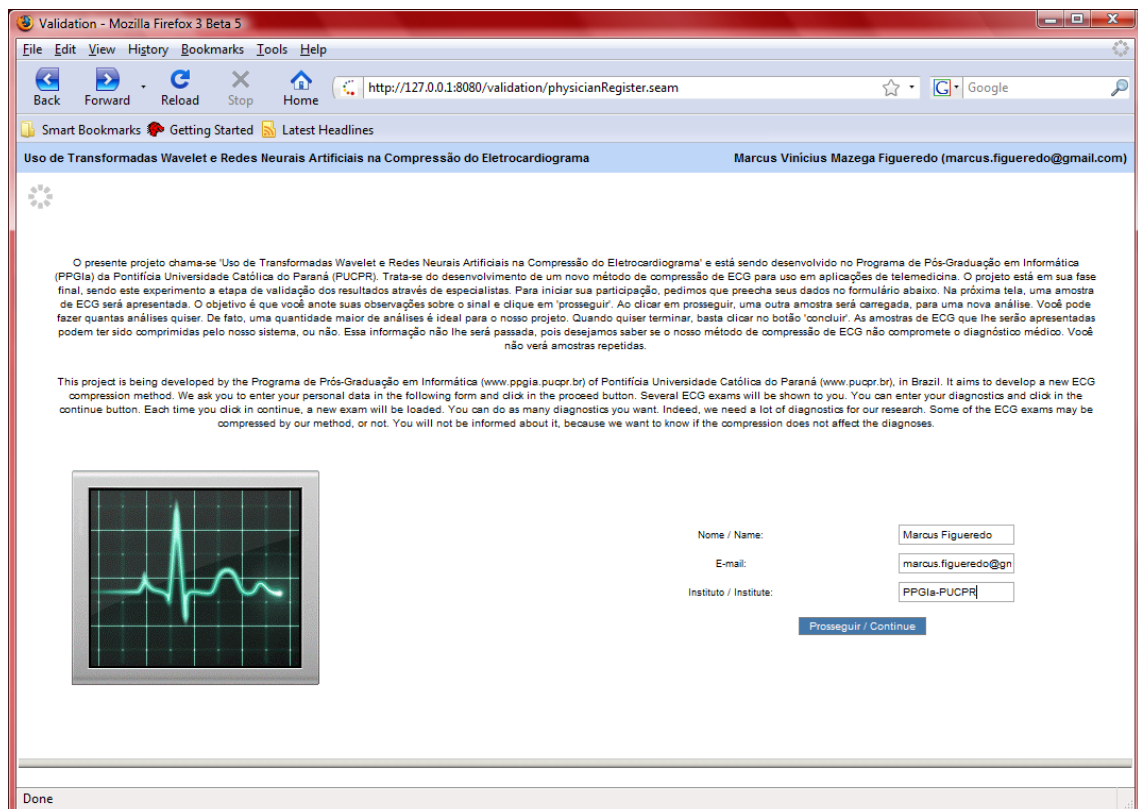 Validation - Mozilla Firefox 3 Beta 5
File Edit View History Bookmarks Tools Help
Back Forward Reload Stop Home http://127.0.0.1:8080/validation/physicianRegister.seam G Google
Smart Bookmarks Getting Started Latest Headlines
Uso de Transformadas Wavelet e Redes Neurais Artificiais na Compressão do Eletrocardiograma Marcus Vinícius Mazega Figueredo (marcus.figueredo@gmail.com)
O presente projeto chama-se 'Uso de Transformadas Wavelet e Redes Neurais Artificiais na Compressão do Eletrocardiograma' e está sendo desenvolvido no Programa de Pós-Graduação em Informática
(PPGIa) da Pontifícia Universidade Católica do Paraná (PUCPR). Trata-se do desenvolvimento de um novo método de compressão de ECG para uso em aplicações de telemedicina. O projeto está em sua fase
final, sendo este experimento a etapa de validação dos resultados através de especialistas. Para iniciar sua participação, pedimos que preecha seus dados no formulário abaixo. Na próxima tela, uma amostra
de ECG será apresentada. O objetivo é que você anote suas observações sobre o sinal e clique em 'prosseguir'. Ao clicar em prosseguir, uma outra amostra será carregada, para uma nova análise. Você pode
fazer quantas análises quiser. De fato, uma quantidade maior de análises é ideal para o nosso projeto. Quando quiser terminar, basta clicar no botão 'concluir'. As amostras de ECG que lhe serão apresentadas
podem ter sido comprimidas pelo nosso sistema, ou não. Essa informação não lhe será passada, pois desejamos saber se o nosso método de compressão de ECG não compromete o diagnóstico médico. Você
não verá amostras repetidas.
This project is being developed by the Programa de Prós-Graduação em Informática (www.ppgia.pucpr.br) of Pontifícia Universidade Católica do Paraná (www.pucpr.br), in Brazil. It aims to develop a new ECG
compression method. We ask you to enter your personal data in the following form and click in the proceed button. Several ECG exams will be shown to you. You can enter your diagnostics and click in the
continue button. Each time you click in continue, a new exam will be loaded. You can do as many diagnostics you want. Indeed, we need a lot of diagnostics for our research. Some of the ECG exams may be
compressed by our method, or not. You will not be informed about it, because we want to know if the compression does not affect the diagnoses.
Nome / Name: Marcus Figueredo
E-mail: marcus.figueredo@gn
Instituto / Institute: PPGIa-PUCPR
Prosseguir / Continue
Done